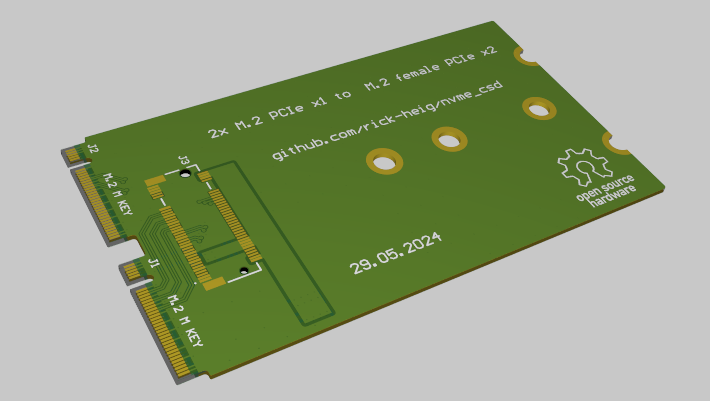 2x M.2 PCIe x1 to M.2 female PCIe x2
github.com/rick-heig/nvme_csd
J2
J3
M.2 M KEY
open source
hardware
J1
29.05.2024
M.2 M KEY